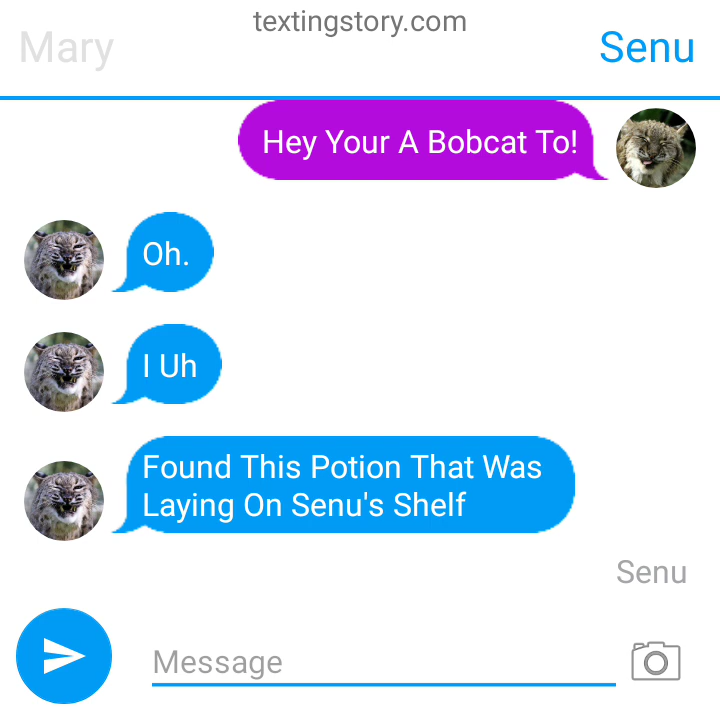 textingstory.com
Mary
Senu
Hey Your A Bobcat To!
Oh.
I Uh
Found This Potion That Was
Laying On Senu's Shelf
Senu
Message